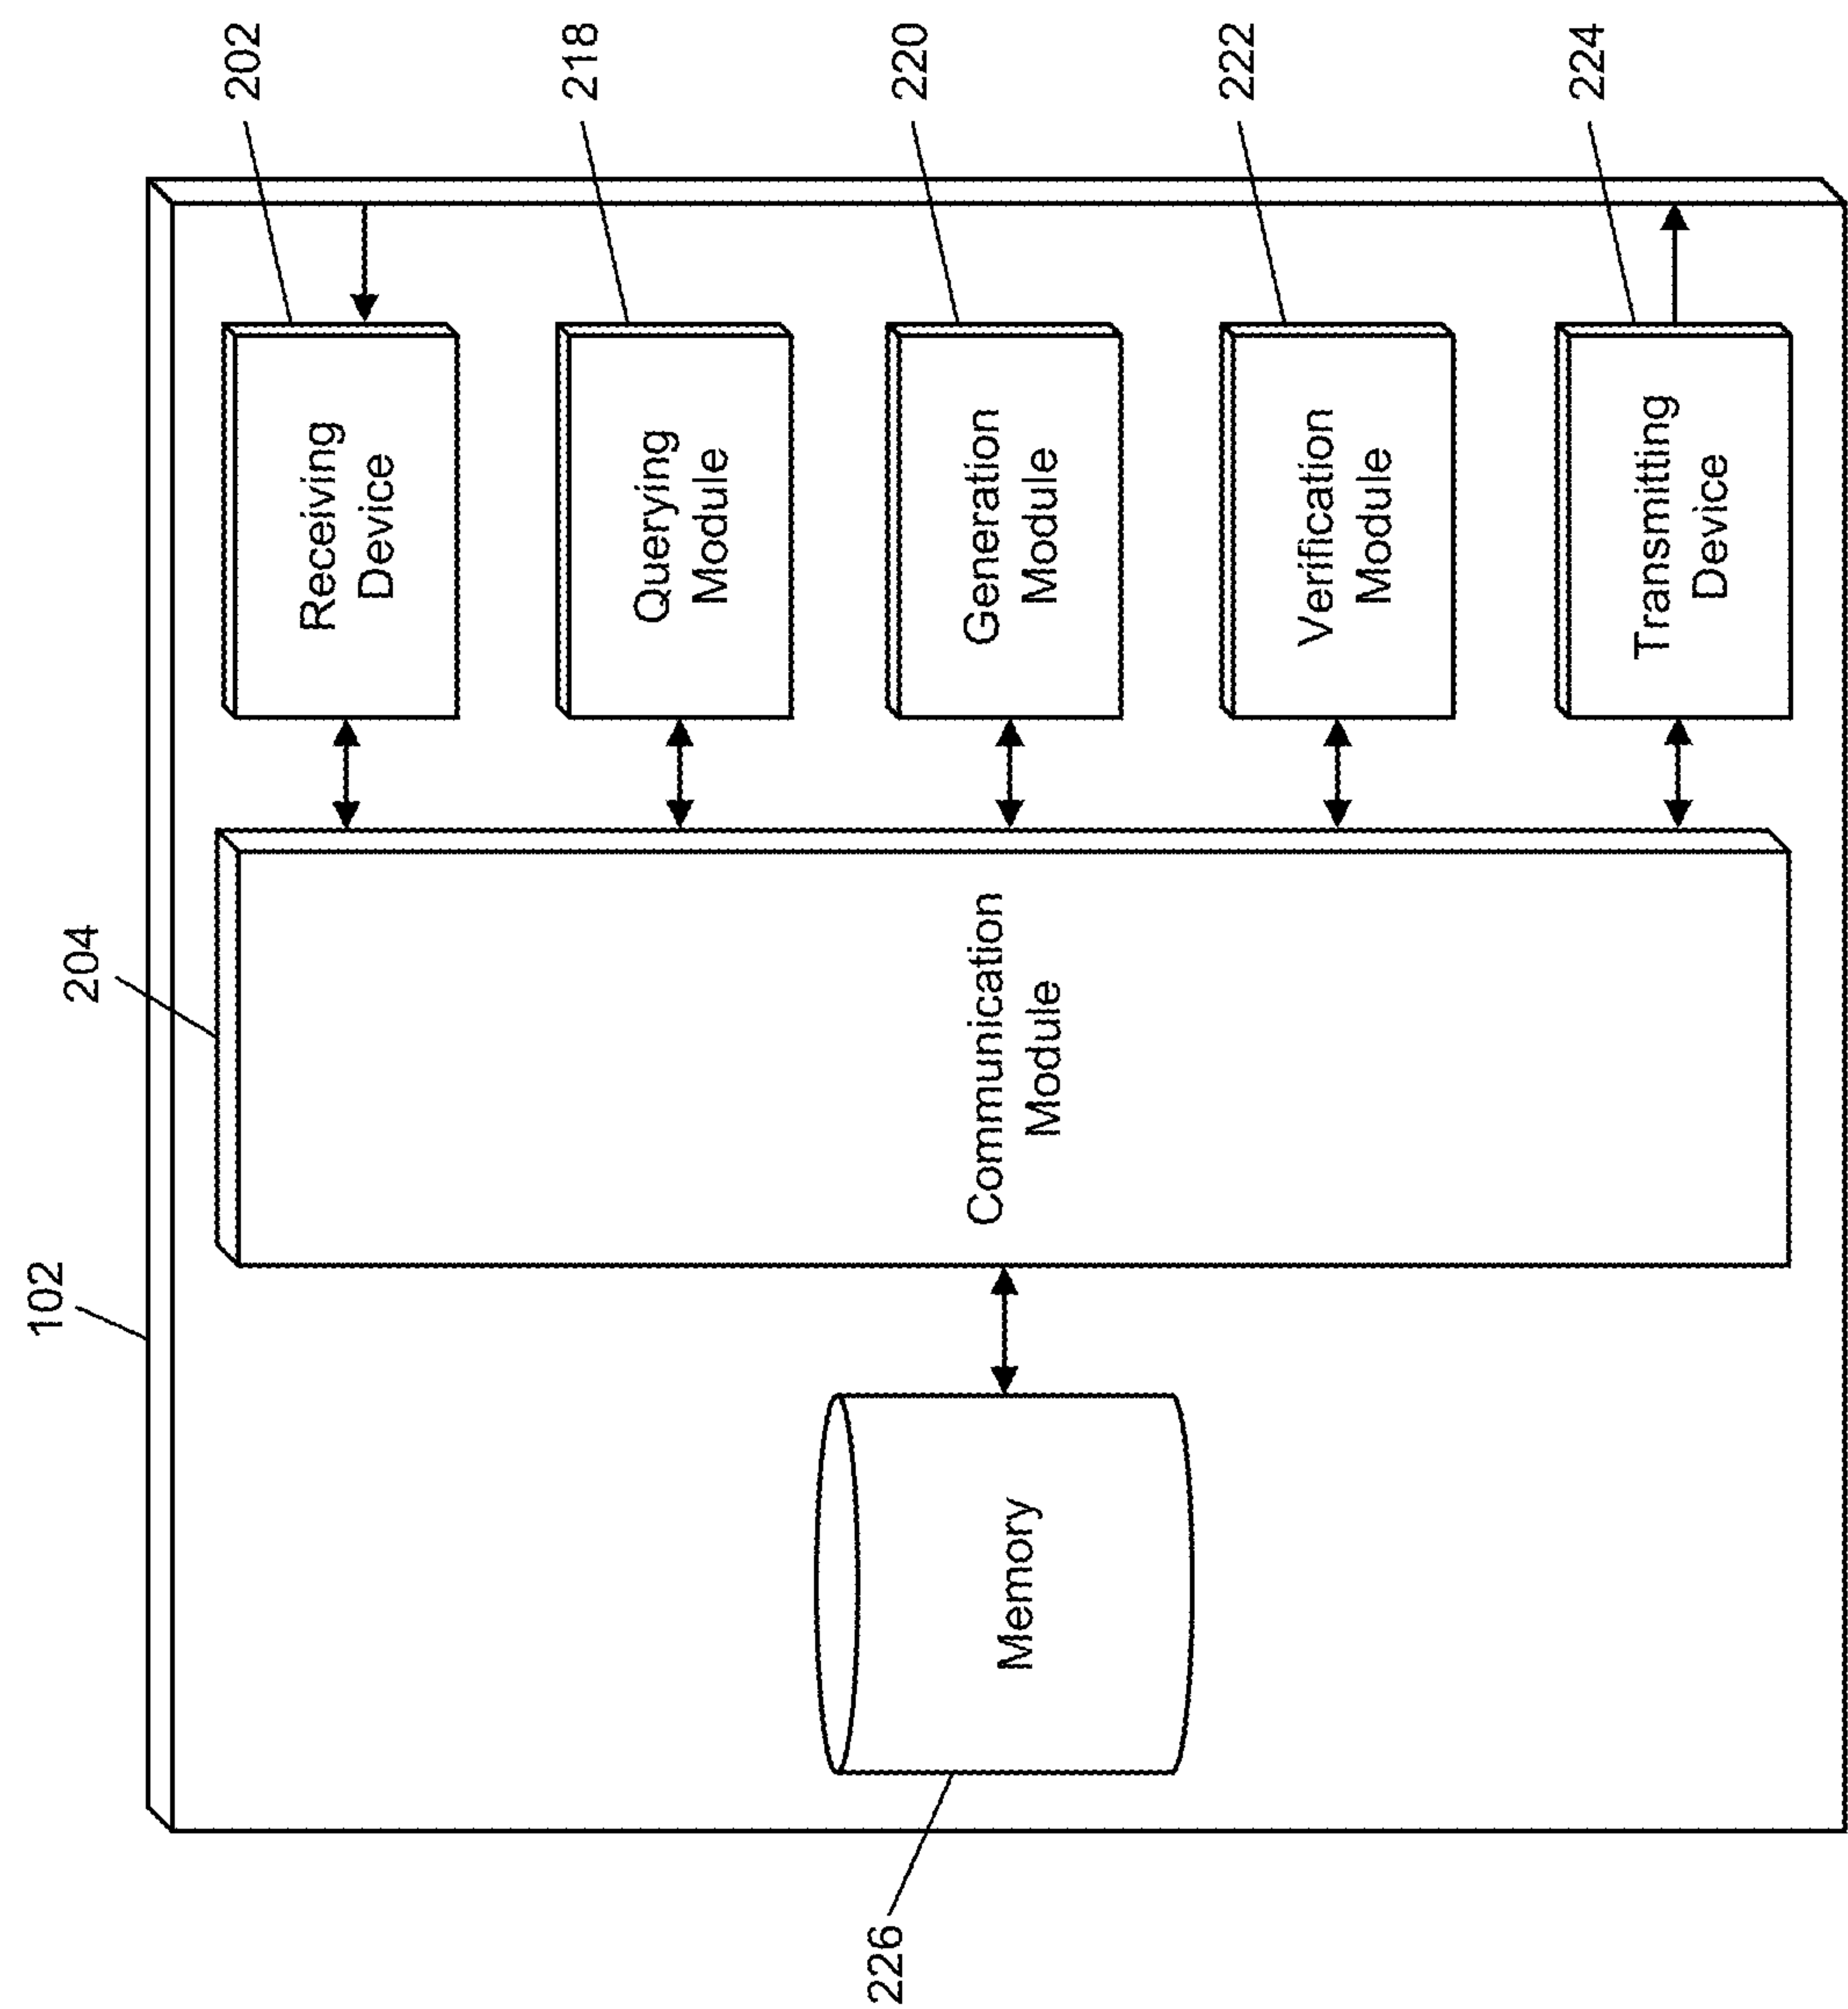 102
204
202
Receiving
Device
218
Querying
Module
220
Generation
Module
222
Verification
Module
224
Transmitting
Device
Communication
Module
Memory
226